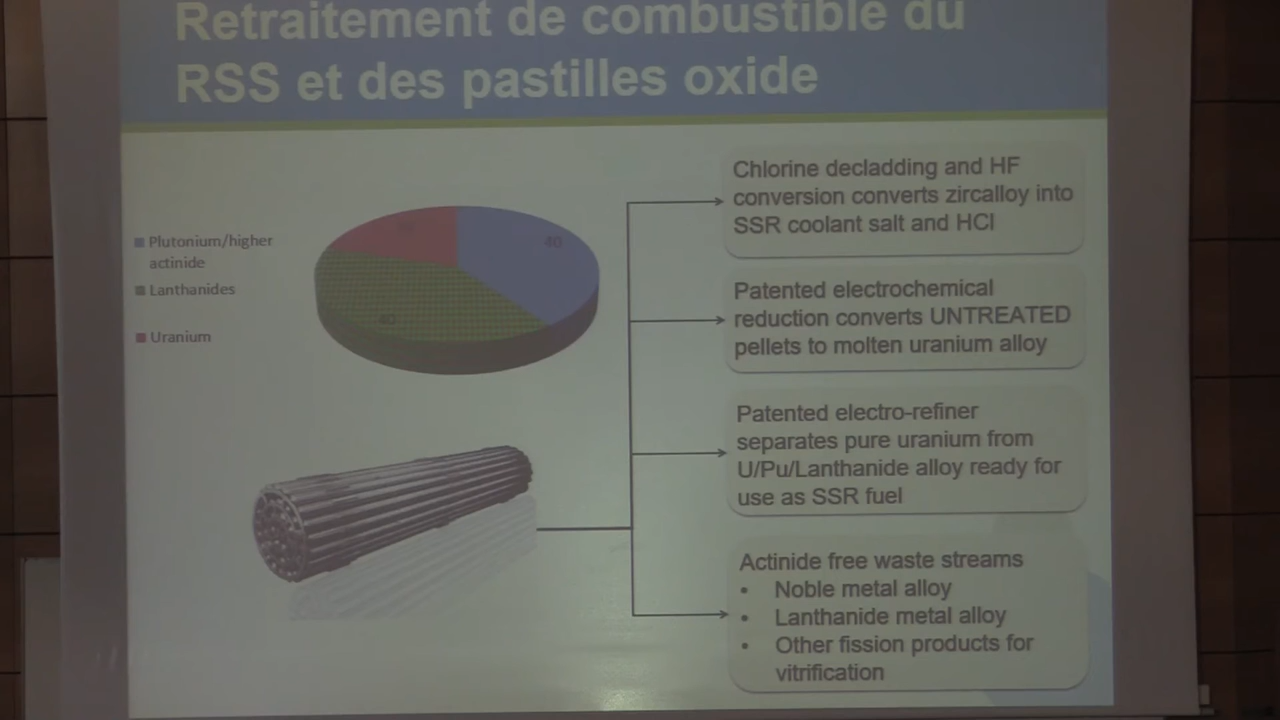 Retraitement de combustible du
RSS et des pastilles oxide
Plutonium/higher
actinide
Lanthanides
Uranium
40
40
Chlorine decladding and HF
conversion converts zircalloy into
SSR coolant salt and HCl
Patented electrochemical
reduction converts UNTREATED
pellets to molten uranium alloy
Patented electro-refiner
separates pure uranium from
U/Pu/Lanthanide alloy ready for
use as SSR fuel
Actinide free waste streams
• Noble metal alloy
• Lanthanide metal alloy
• Other fission products for
vitrification